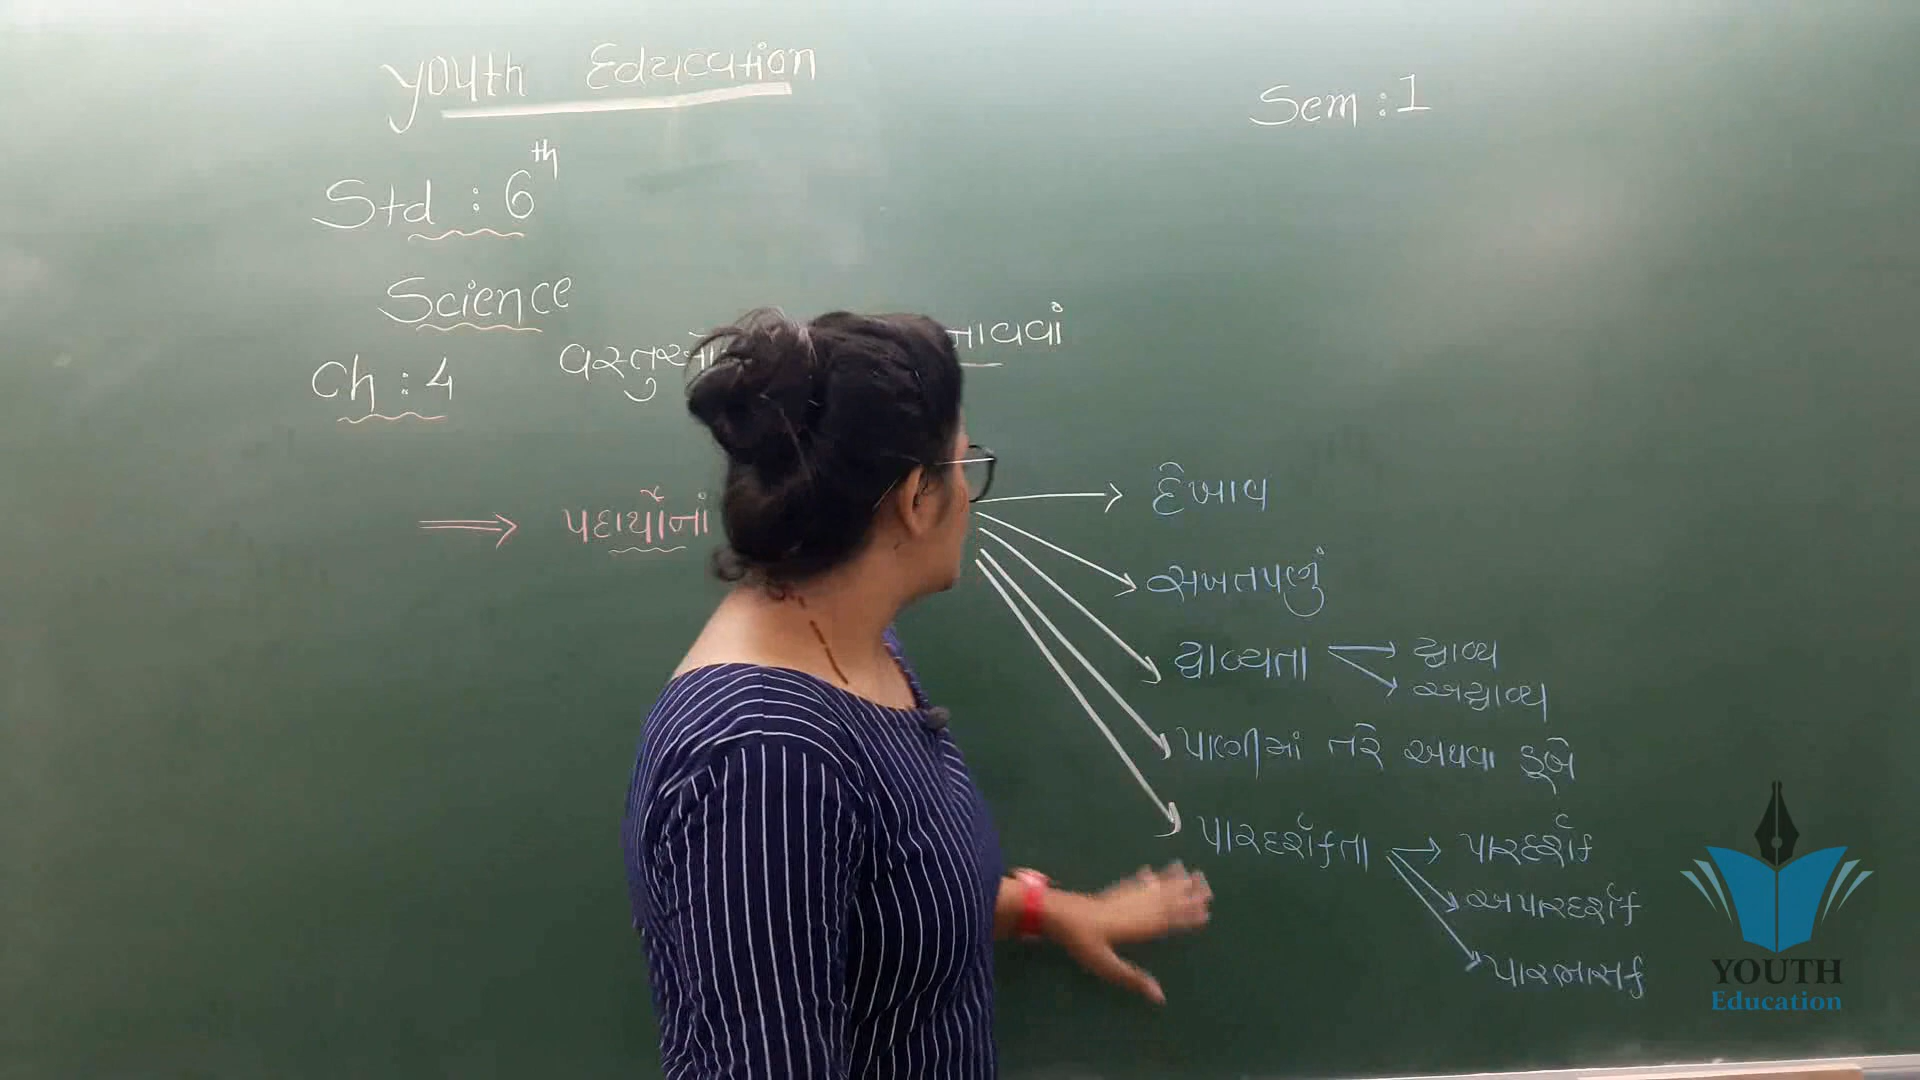 Youth Education
Sem : 1
Std : 6th
Science
Ch : 4
પદાર્થોનાં
દેખાવ
સખતપણું
દ્રાવ્યતા
દ્રાવ્ય
અદ્રાવ્ય
પાણીમાં તરે અથવા ડૂબે
પારદર્શકતા
પારદર્શક
અપારદર્શક
પારભાસક
YOUTH
Education